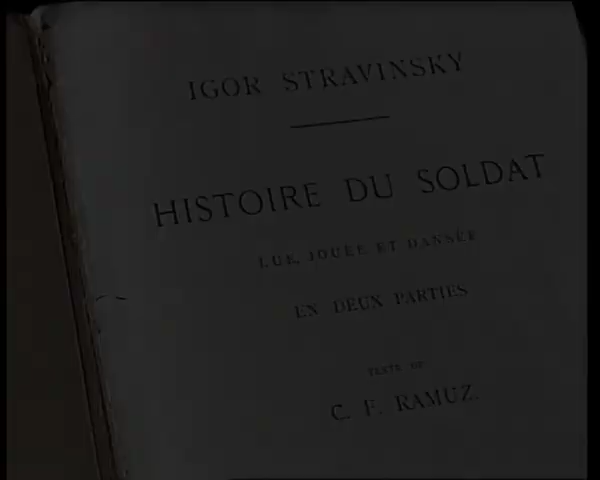 IGOR STRAVINSKY
HISTOIRE DU SOLDAT
LUE, JOUÉE ET DANSÉE
EN DEUX PARTIES
TEXTE DE
C. F. RAMUZ.